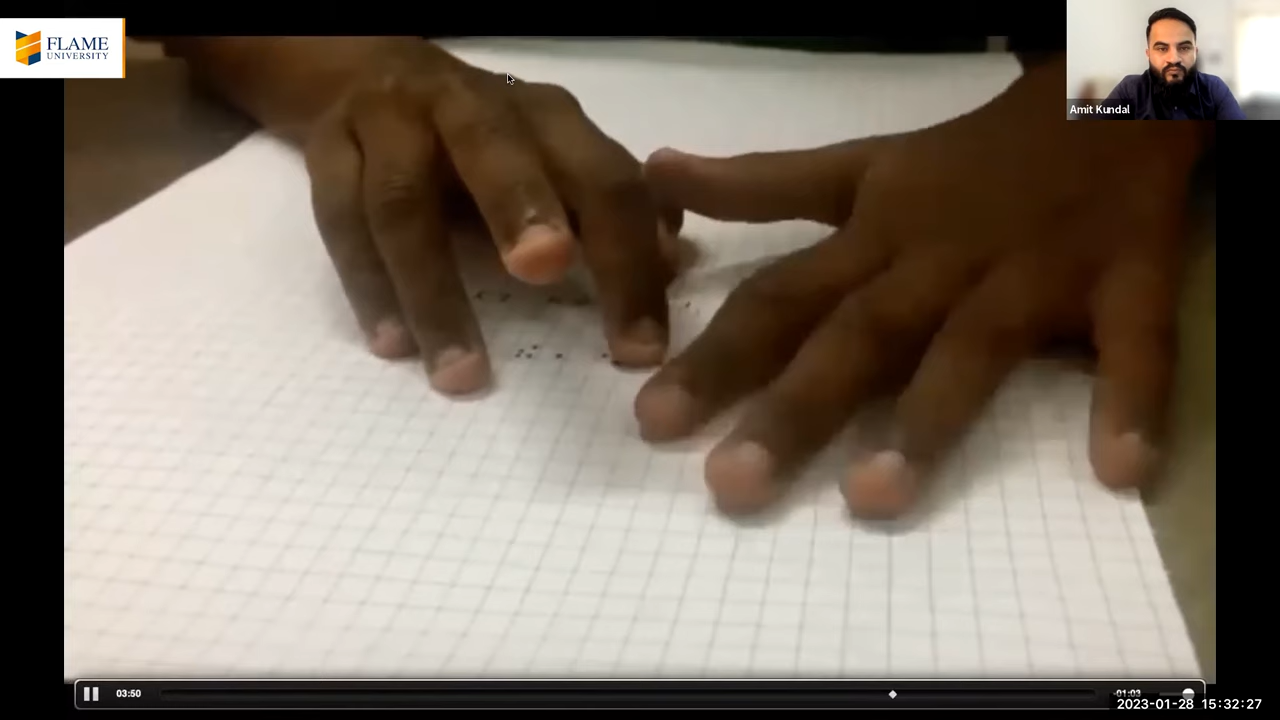 FLAME
UNIVERSITY
Amit Kundal
03:50
-01:03
2023-01-28 15:32:27